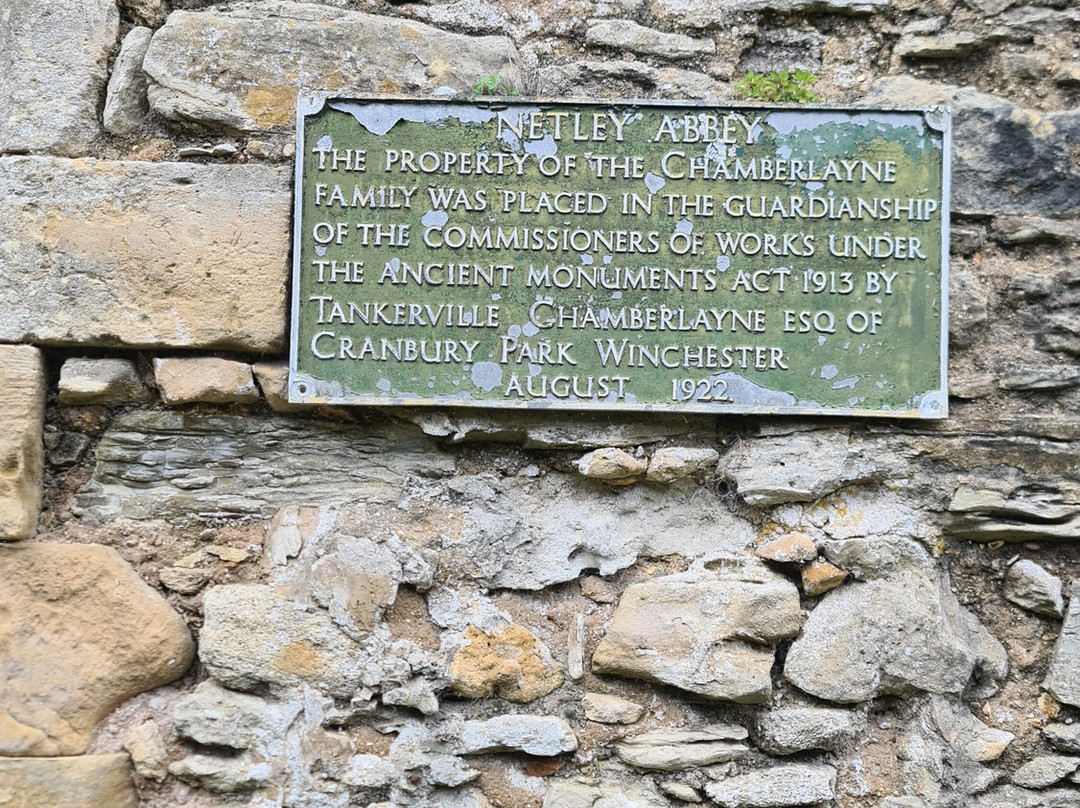 NETLEY ABBEY
THE PROPERTY OF THE CHAMBERLAYNE
FAMILY WAS PLACED IN THE GUARDIANSHIP
OF THE COMMISSIONERS OF WORKS UNDER
THE ANCIENT MONUMENTS ACT 1913 BY
TANKERVILLE CHAMBERLAYNE ESQ OF
CRANBURY PARK WINCHESTER
AUGUST 1922.